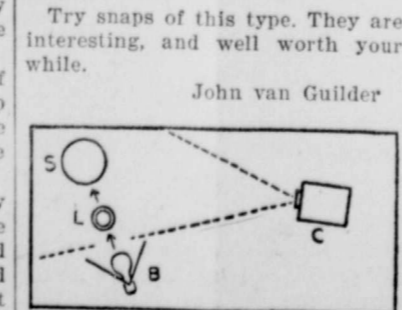 Try snaps of this type. They are
interesting, and well worth your
while.
John van Guilder
S
L
C
B